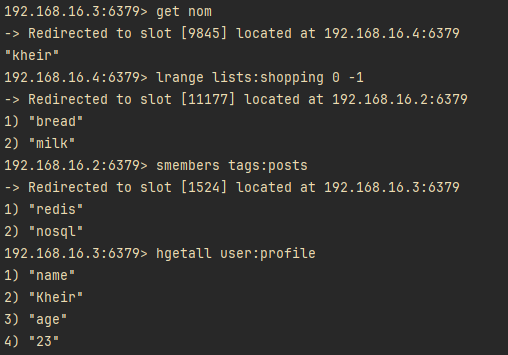 192.168.16.3:6379> get nom
-> Redirected to slot [9845] located at 192.168.16.4:6379
"kheir"
192.168.16.4:6379> lrange lists:shopping 0 -1
-> Redirected to slot [11177] located at 192.168.16.2:6379
1) "bread"
2) "milk"
192.168.16.2:6379> smembers tags:posts
-> Redirected to slot [1524] located at 192.168.16.3:6379
1) "redis"
2) "nosql"
192.168.16.3:6379> hgetall user:profile
1) "name"
2) "Kheir"
3) "age"
4) "23"